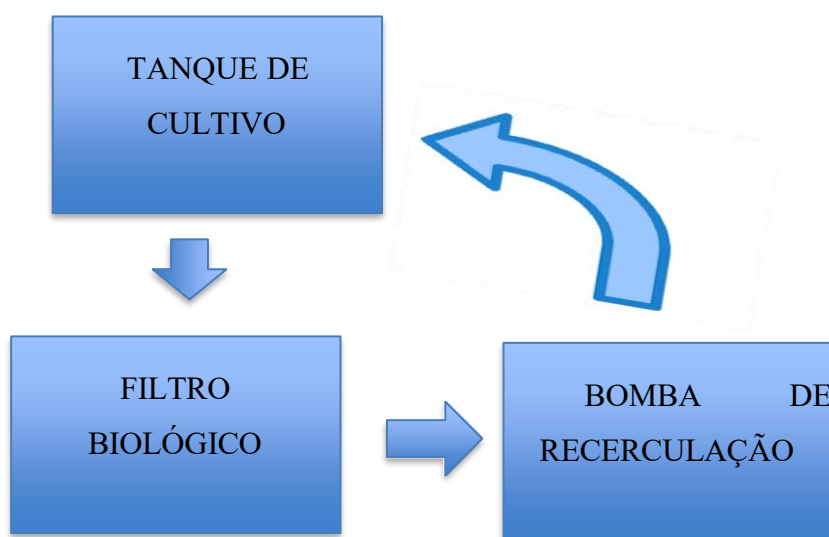 TANQUE DE
CULTIVO
FILTRO
BIOLÓGICO
BOMBA DE
RECERCULAÇÃO